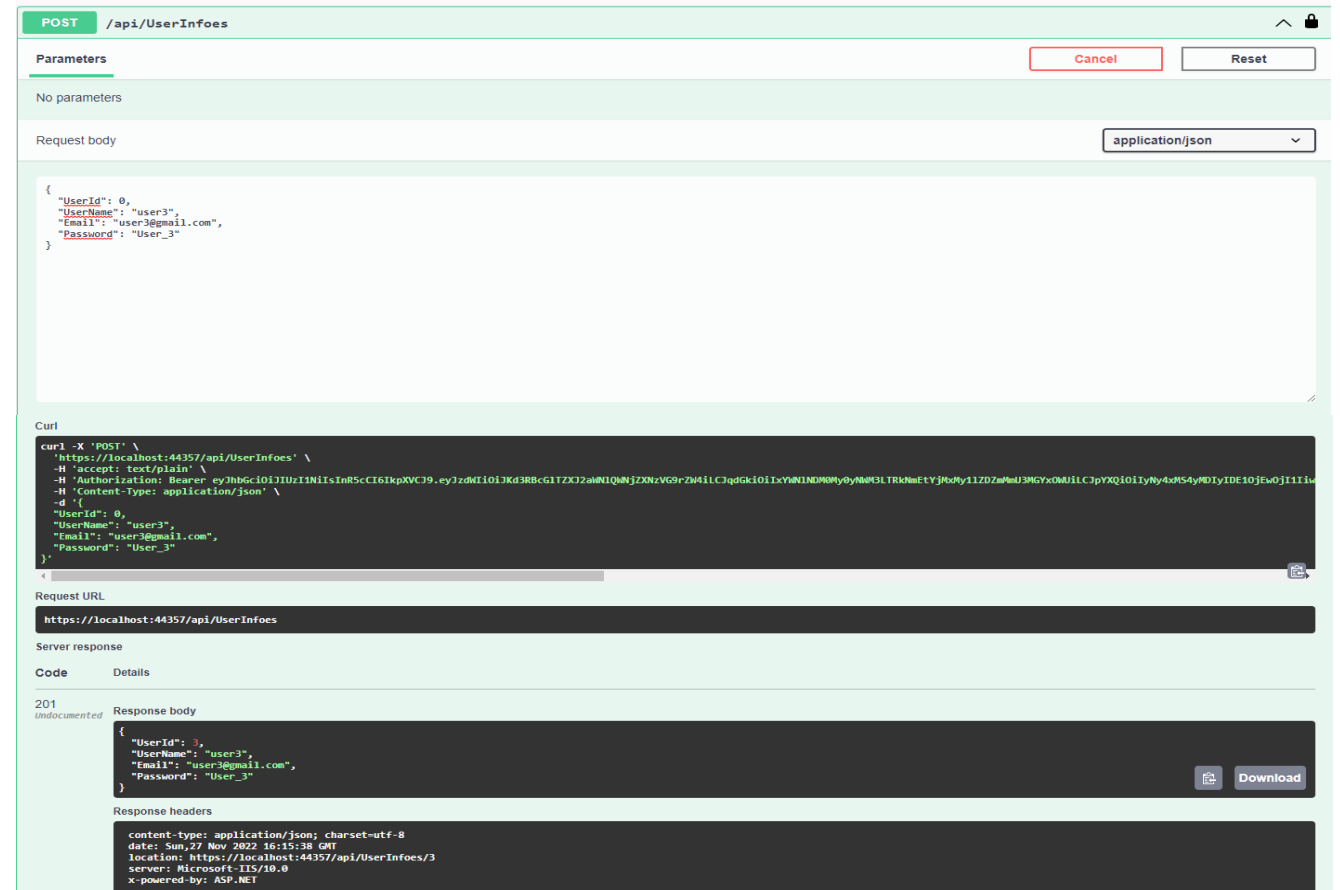 POST /api/UserInfoes
Parameters
Cancel
Reset
No parameters
Request body
application/json
{
"UserId": 0,
"UserName": "user3",
"Email": "user3@gmail.com",
"Password": "User_3"
}
Curl
curl -X 'POST' \
'https://localhost:44357/api/UserInfoes' \
-H 'accept: text/plain' \
-H 'Authorization: Bearer
-H 'Content-Type: application/json' \
-d '{
"UserId": 0,
"UserName": "user3",
"Email": "user3@gmail.com",
"Password": "User_3"
}'
Request URL
https://localhost:44357/api/UserInfoes
Server response
Code Details
201
Undocumented
Response body
{
"UserId": 3,
"UserName": "user3",
"Email": "user3@gmail.com",
"Password": "User_3"
}
Download
Response headers
content-type: application/json; charset=utf-8
date: Sun,27 Nov 2022 16:15:38 GMT
location: https://localhost:44357/api/UserInfoes/3
server: Microsoft-IIS/10.0
x-powered-by: ASP.NET